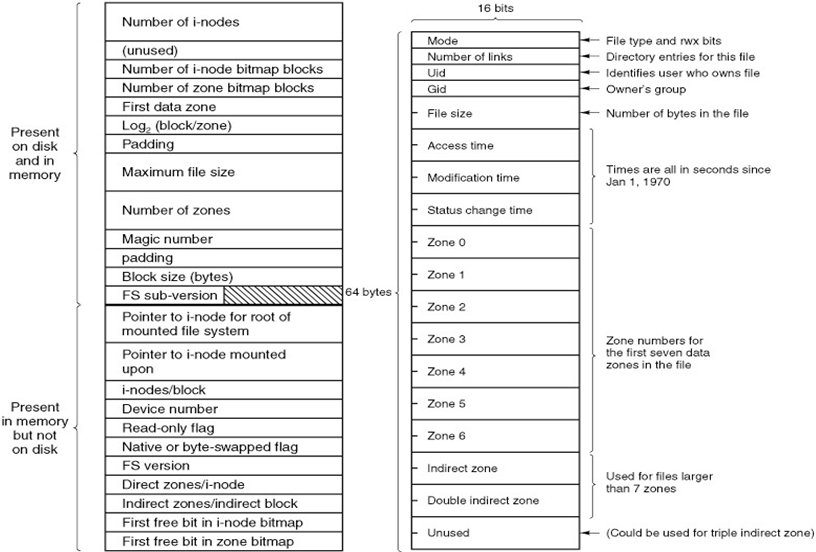 Number of i-nodes
(unused)
Number of i-node bitmap blocks
Number of zone bitmap blocks
First data zone
Log2 (block/zone)
Padding
Maximum file size
Number of zones
Magic number
padding
Block size (bytes)
FS sub-version
Present
on disk
and in
memory
Pointer to i-node for root of
mounted file system
Pointer to i-node mounted
upon
i-nodes/block
Device number
Read-only flag
Native or byte-swapped flag
FS version
Direct zones/i-node
Indirect zones/indirect block
First free bit in i-node bitmap
First free bit in zone bitmap
Present
in memory
but not
on disk
16 bits
64 bytes
Mode
File type and rwx bits
Number of links
Directory entries for this file
Uid
Identifies user who owns file
Gid
Owner's group
File size
Number of bytes in the file
Access time
Modification time
Status change time
Times are all in seconds since
Jan 1, 1970
Zone 0
Zone 1
Zone 2
Zone 3
Zone 4
Zone 5
Zone 6
Zone numbers for
the first seven data
zones in the file
Indirect zone
Double indirect zone
Used for files larger
than 7 zones
Unused
(Could be used for triple indirect zone)